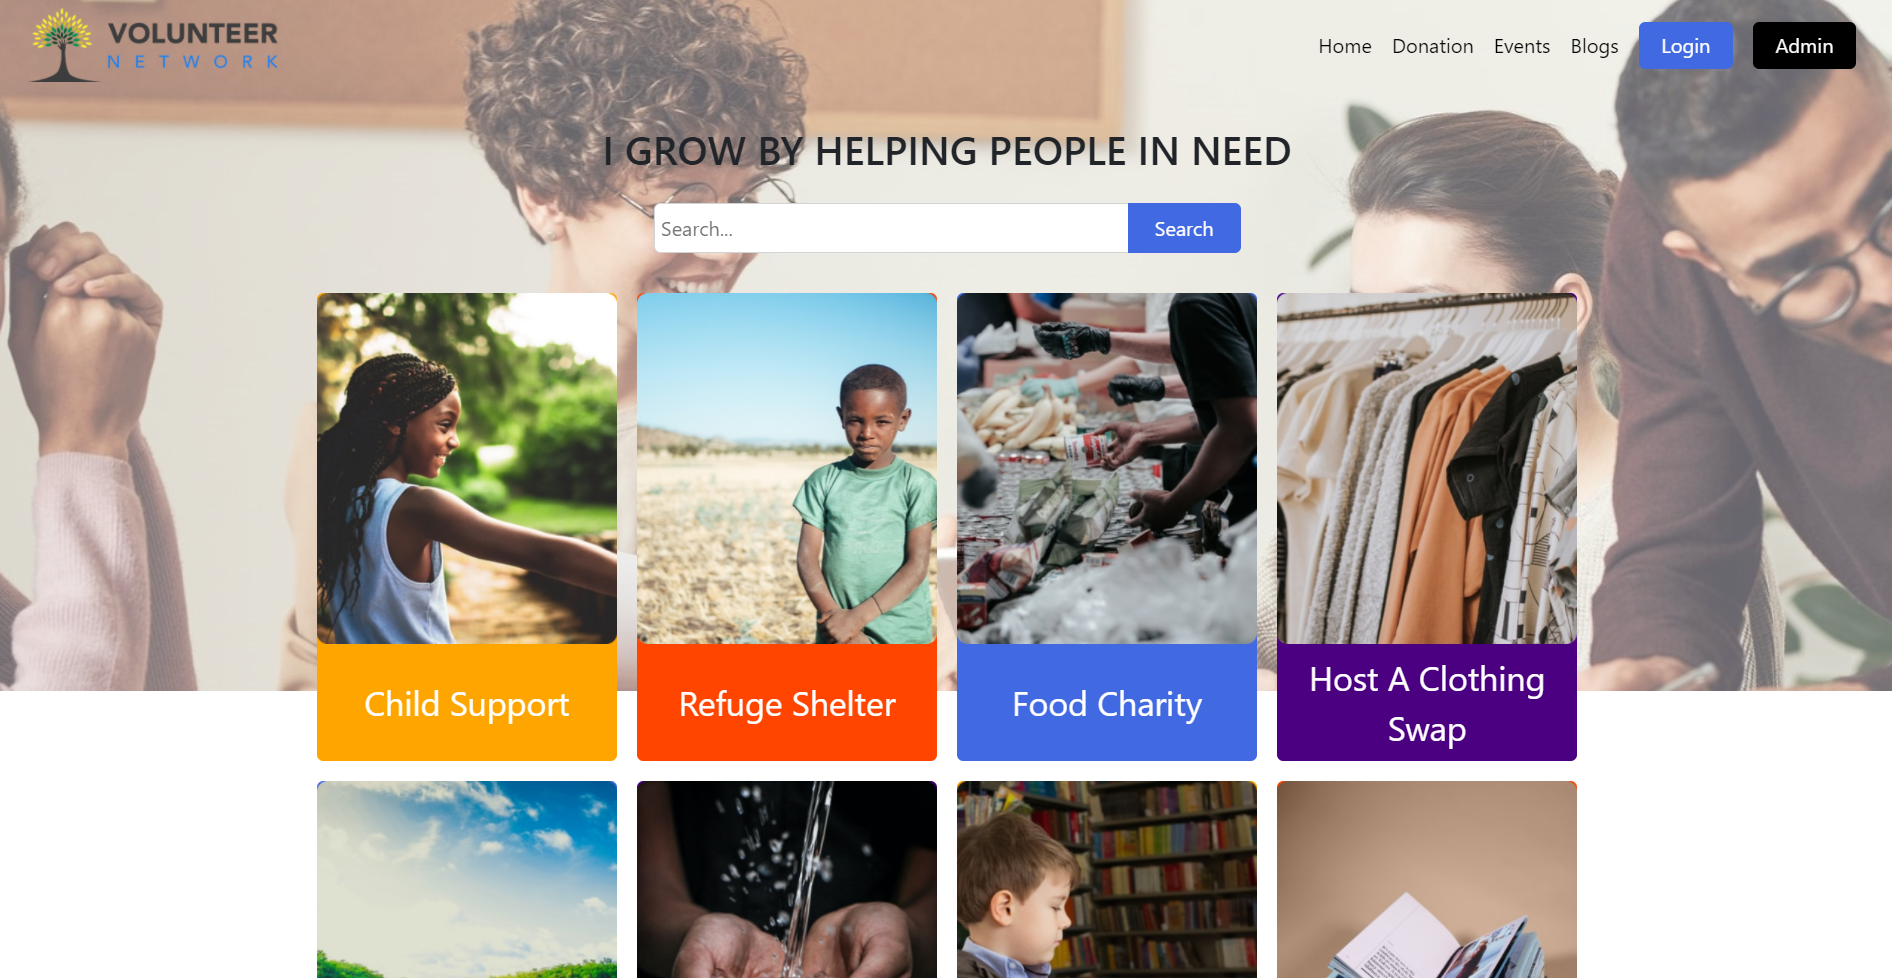 VOLUNTEER
NETWORK
Home Donation Events Blogs Login Admin
I GROW BY HELPING PEOPLE IN NEED
Search... Search
Child Support
Refuge Shelter
Food Charity
Host A Clothing
Swap